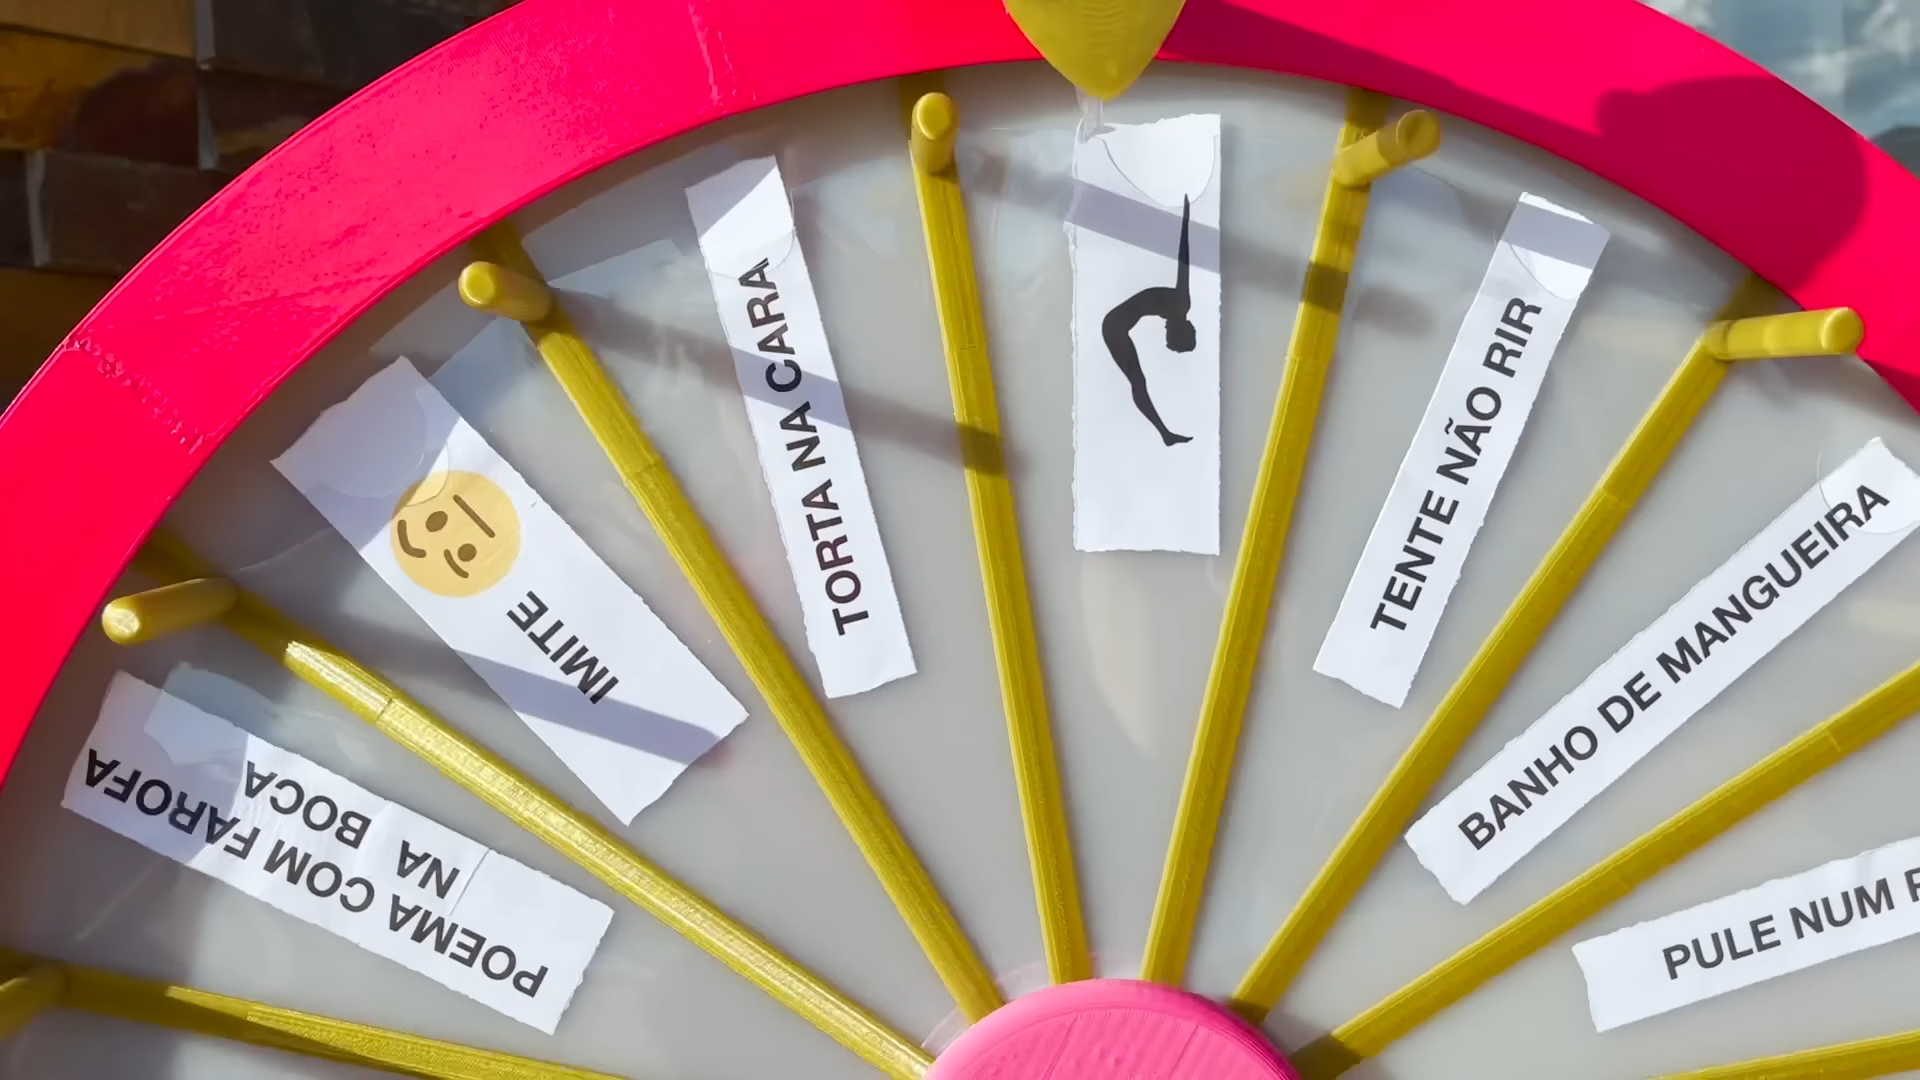 POEMA COM FAROFA
NA BOCA
IMITE
TORTA NA CARA
TENTE NÃO RIR
BANHO DE MANGUEIRA
PULE NUM